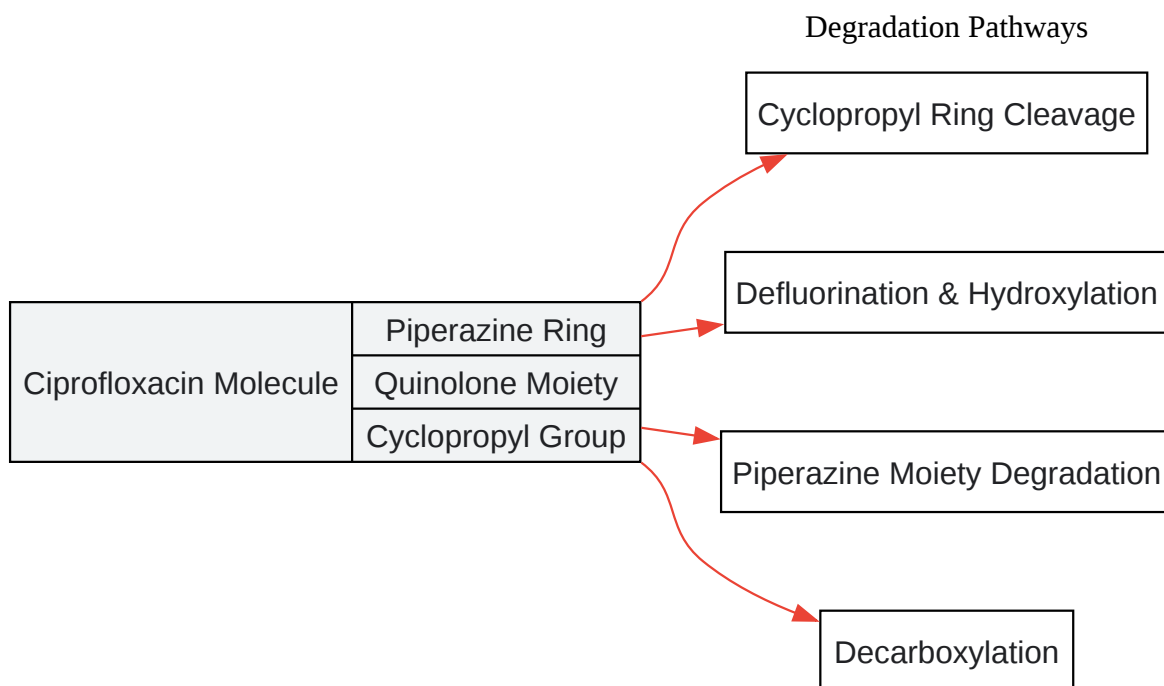 Degradation Pathways
Cyclopropyl Ring Cleavage
Defluorination & Hydroxylation
Ciprofloxacin Molecule
Piperazine Ring
Quinolone Moiety
Cyclopropyl Group
Piperazine Moiety Degradation
Decarboxylation